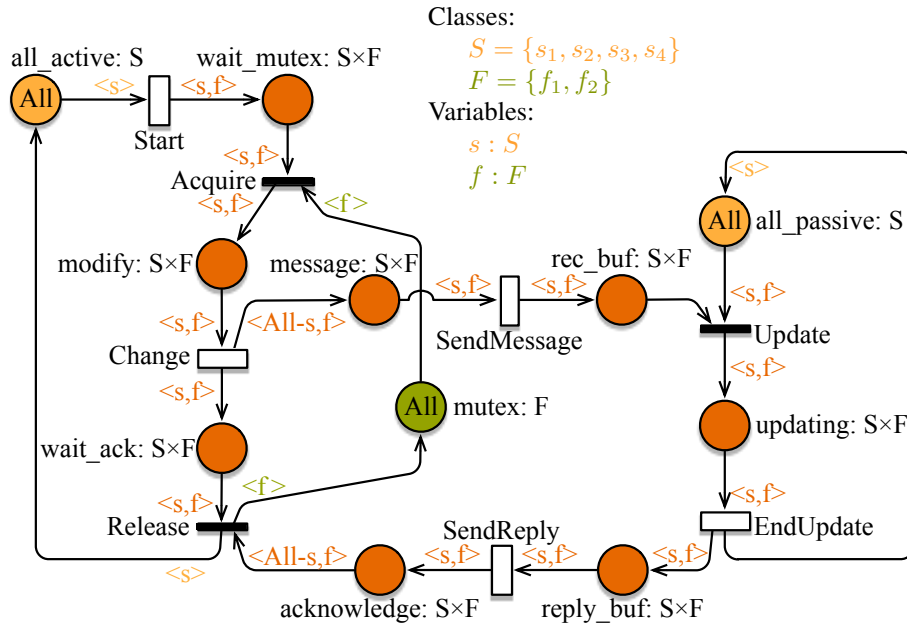 Classes:
S = {s₁, s₂, s₃, s₄}
F = {f₁, f₂}
Variables:
s : S
f : F
all_active: S
wait_mutex: S×F
All
<s>
<s,f>
Start
<s,f>
Acquire
<s,f>
<f>
<s>
All
all_passive: S
modify: S×F
message: S×F
rec_buf: S×F
<s,f>
<s,f>
<s,f>
<s,f>
<All-s,f>
Change
SendMessage
Update
<s,f>
<s,f>
All
mutex: F
wait_ack: S×F
updating: S×F
<s,f>
<f>
<s,f>
Release
SendReply
EndUpdate
<All-s,f>
<s,f>
<s,f>
<s,f>
<s>
acknowledge: S×F
reply_buf: S×F